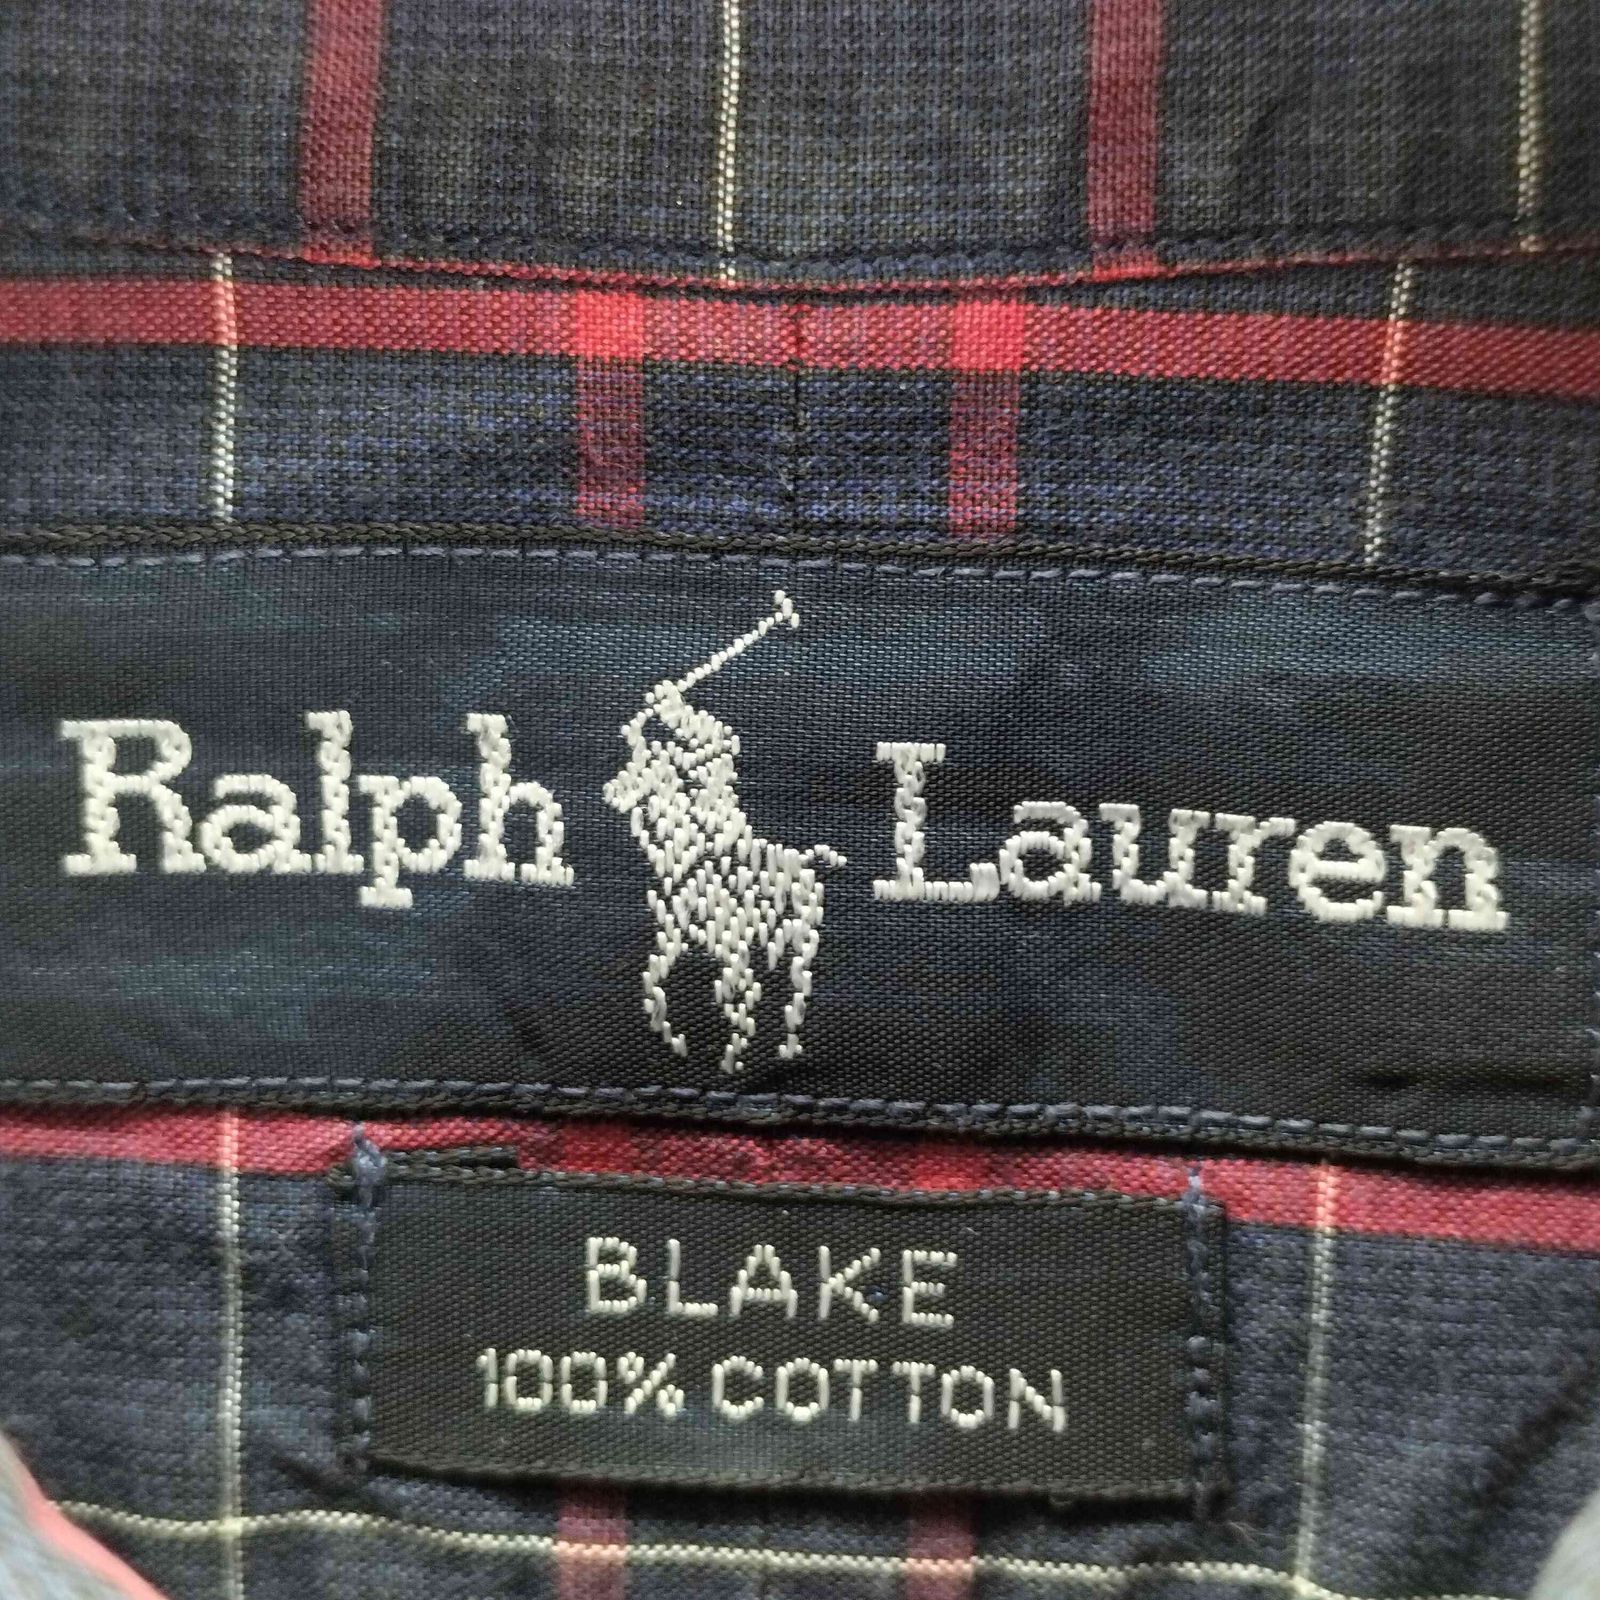 Ralph Lauren
BLAKE
100% COTTON